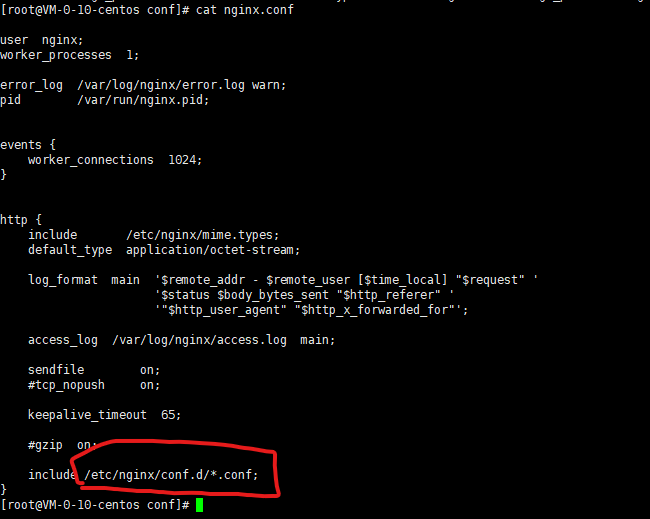 [root@VM-0-10-centos conf]# cat nginx.conf
user  nginx;
worker_processes  1;
error_log  /var/log/nginx/error.log warn;
pid        /var/run/nginx.pid;
events {
    worker_connections  1024;
}
http {
    include       /etc/nginx/mime.types;
    default_type  application/octet-stream;
    log_format  main  '$remote_addr - $remote_user [$time_local] "$request" '
                      '$status $body_bytes_sent "$http_referer" '
                      '"$http_user_agent" "$http_x_forwarded_for"';
    access_log  /var/log/nginx/access.log  main;
    sendfile        on;
    #tcp_nopush     on;
    keepalive_timeout  65;
    #gzip  on;
    include /etc/nginx/conf.d/*.conf;
}
[root@VM-0-10-centos conf]#